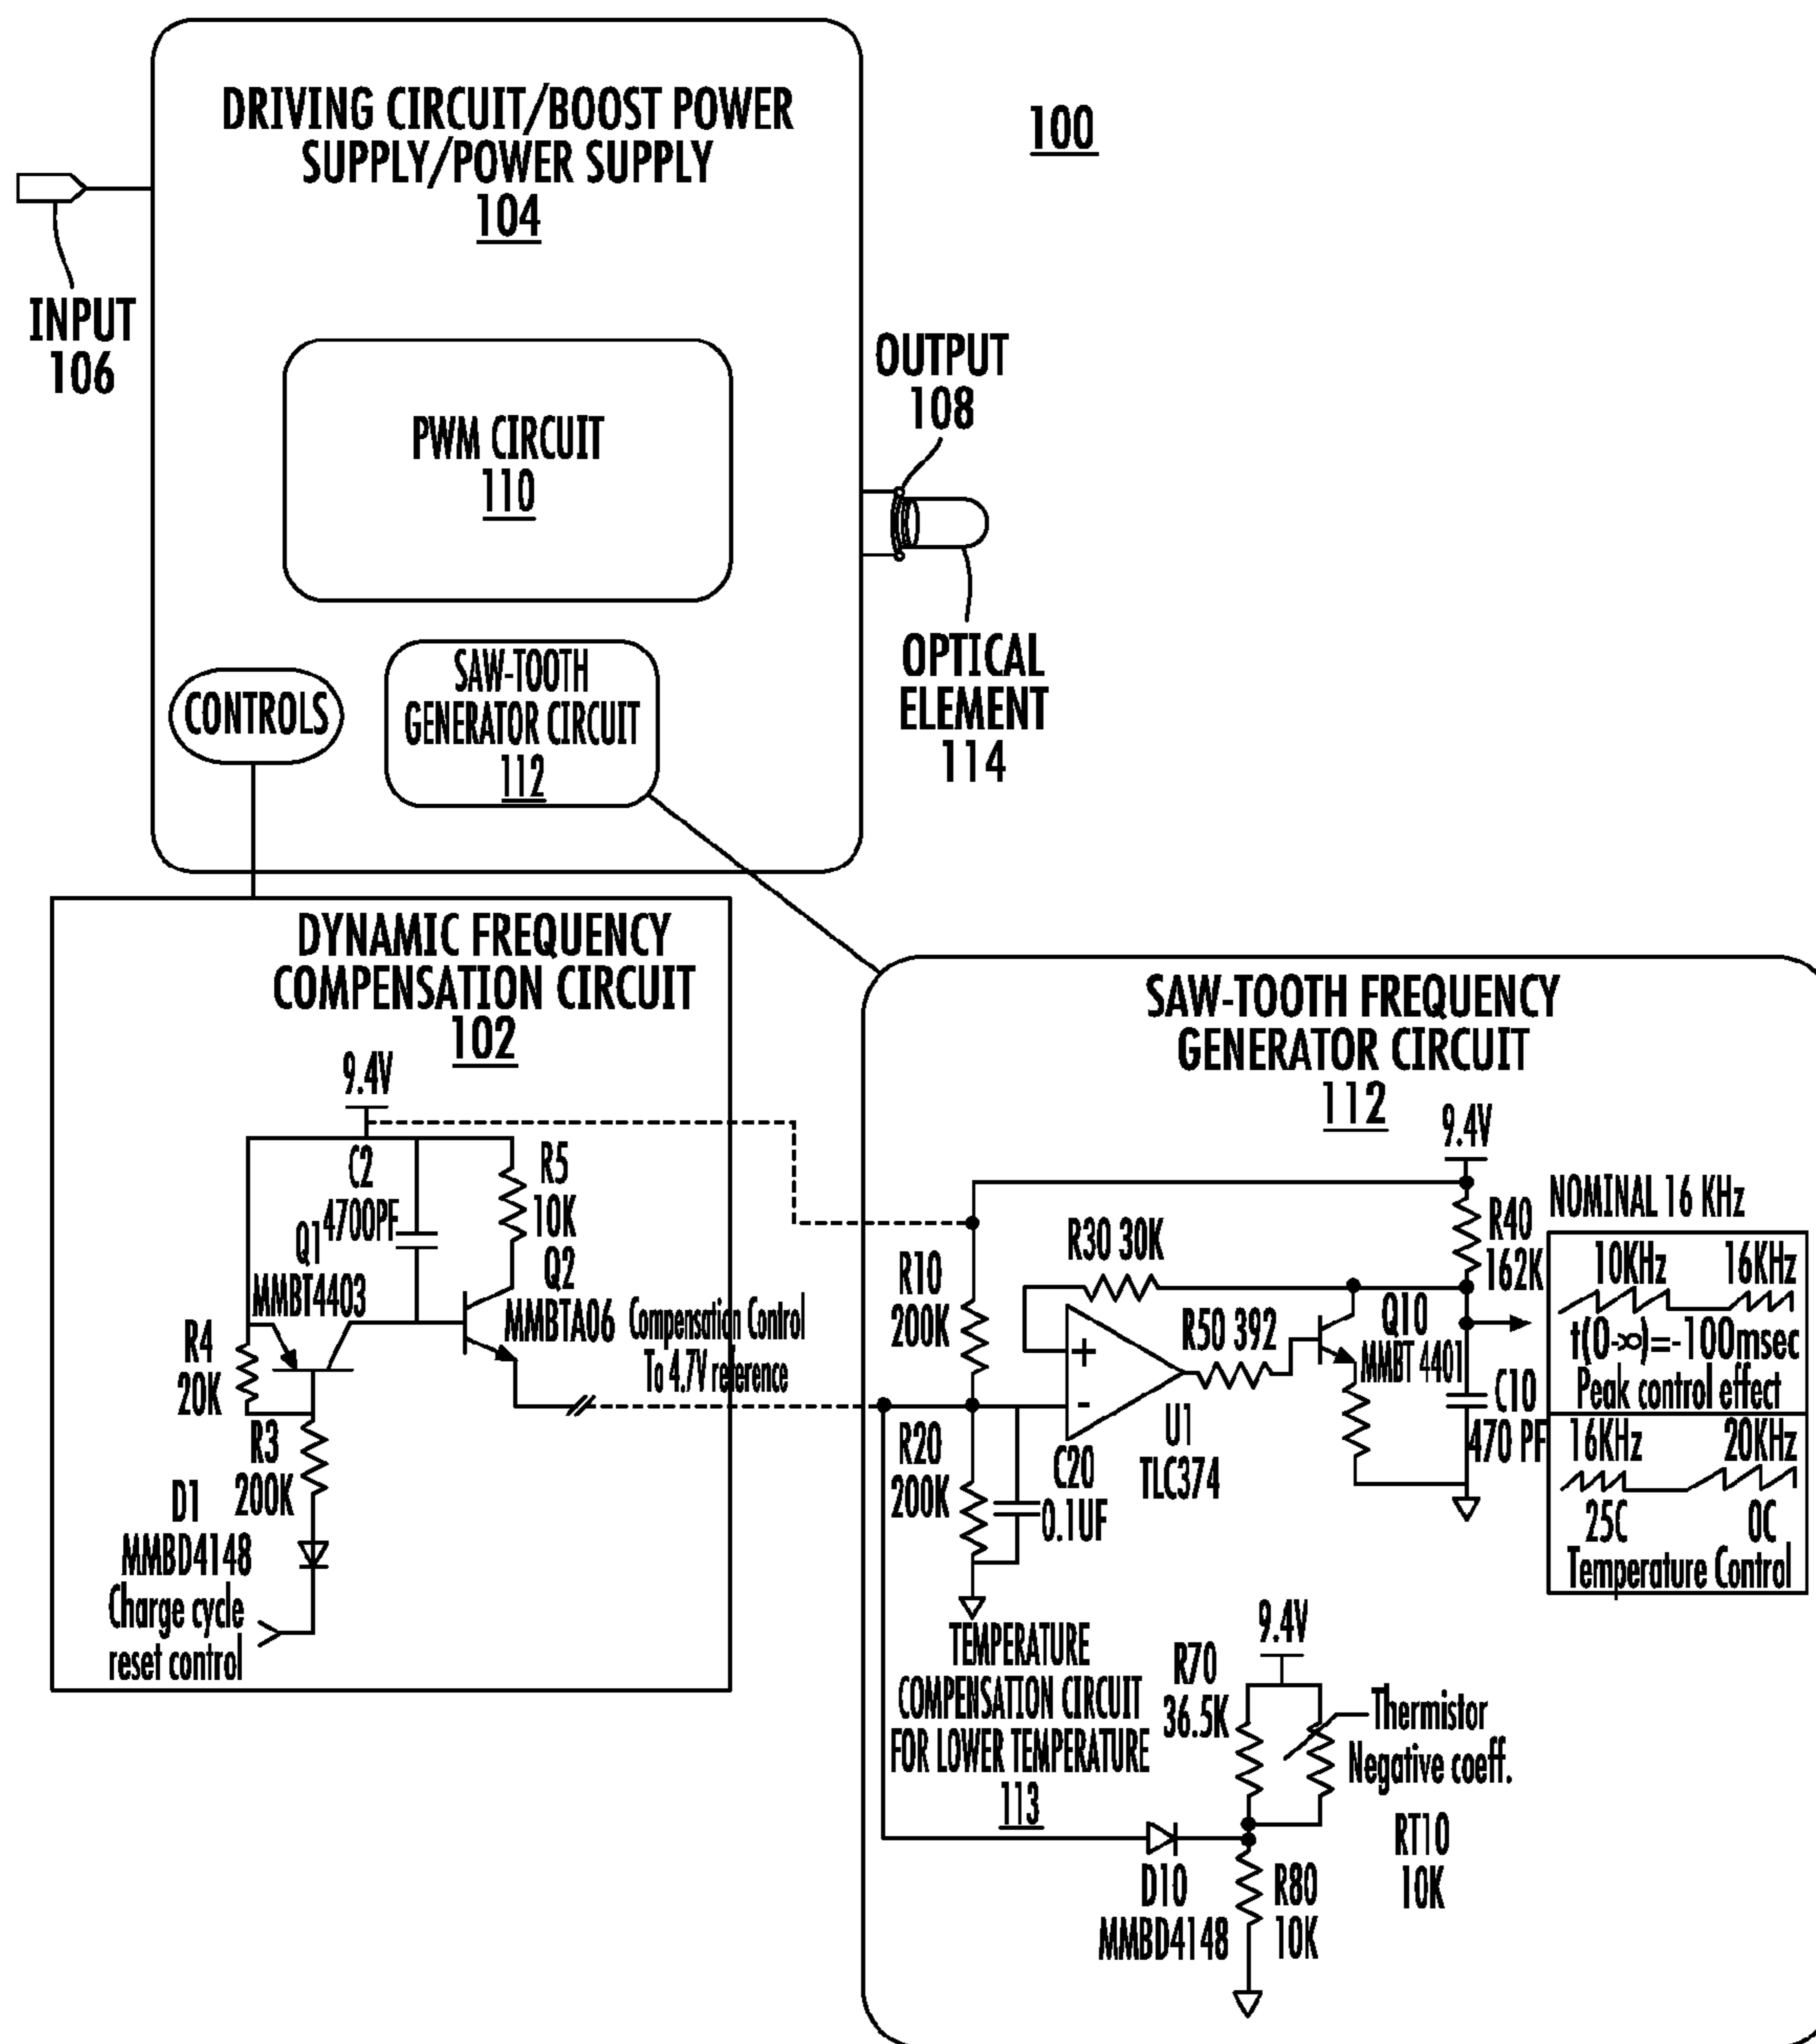 100
DRIVING CIRCUIT/BOOST POWER
SUPPLY/POWER SUPPLY
104
INPUT
106
PWM CIRCUIT
110
OUTPUT
108
OPTICAL
ELEMENT
114
CONTROLS
SAW-TOOTH
GENERATOR CIRCUIT
112
DYNAMIC FREQUENCY
COMPENSATION CIRCUIT
102
9.4V
C2
4700PF
R5
10K
Q1
MMBT4403
Q2
MMBTA06
R4
20K
R3
200K
D1
MMBD4148
Charge cycle
reset control
Compensation Control
To 4.7V reference
SAW-TOOTH FREQUENCY
GENERATOR CIRCUIT
112
9.4V
R40
162K
R30 30K
R10
200K
R50 392
Q10
MMBT 4401
C10
470 PF
U1
TLC374
+
-
R20
200K
C20
0.1UF
NOMINAL 16 KHz
10KHz 16KHz
t(0-∞)=-100msec
Peak control effect
16KHz 20KHz
25C 0C
Temperature Control
TEMPERATURE
COMPENSATION CIRCUIT
FOR LOWER TEMPERATURE
113
9.4V
R70
36.5K
Thermistor
Negative coeff.
RT10
10K
D10
MMBD4148
R80
10K